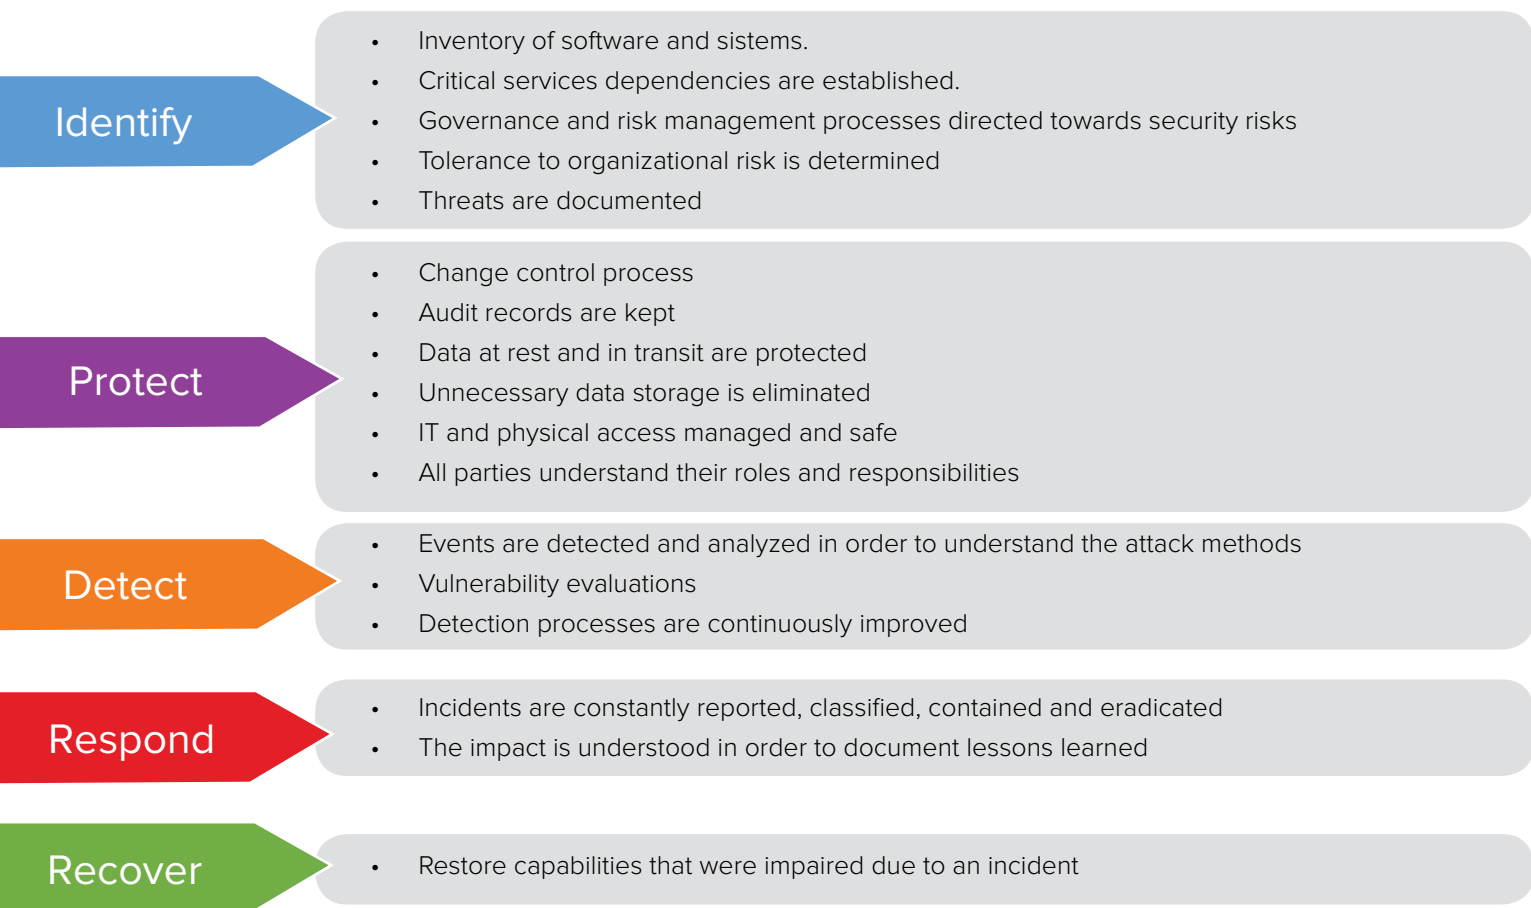 Identify
• Inventory of software and sistems.
• Critical services dependencies are established.
• Governance and risk management processes directed towards security risks
• Tolerance to organizational risk is determined
• Threats are documented
Protect
• Change control process
• Audit records are kept
• Data at rest and in transit are protected
• Unnecessary data storage is eliminated
• IT and physical access managed and safe
• All parties understand their roles and responsibilities
Detect
• Events are detected and analyzed in order to understand the attack methods
• Vulnerability evaluations
• Detection processes are continuously improved
Respond
• Incidents are constantly reported, classified, contained and eradicated
• The impact is understood in order to document lessons learned
Recover
• Restore capabilities that were impaired due to an incident